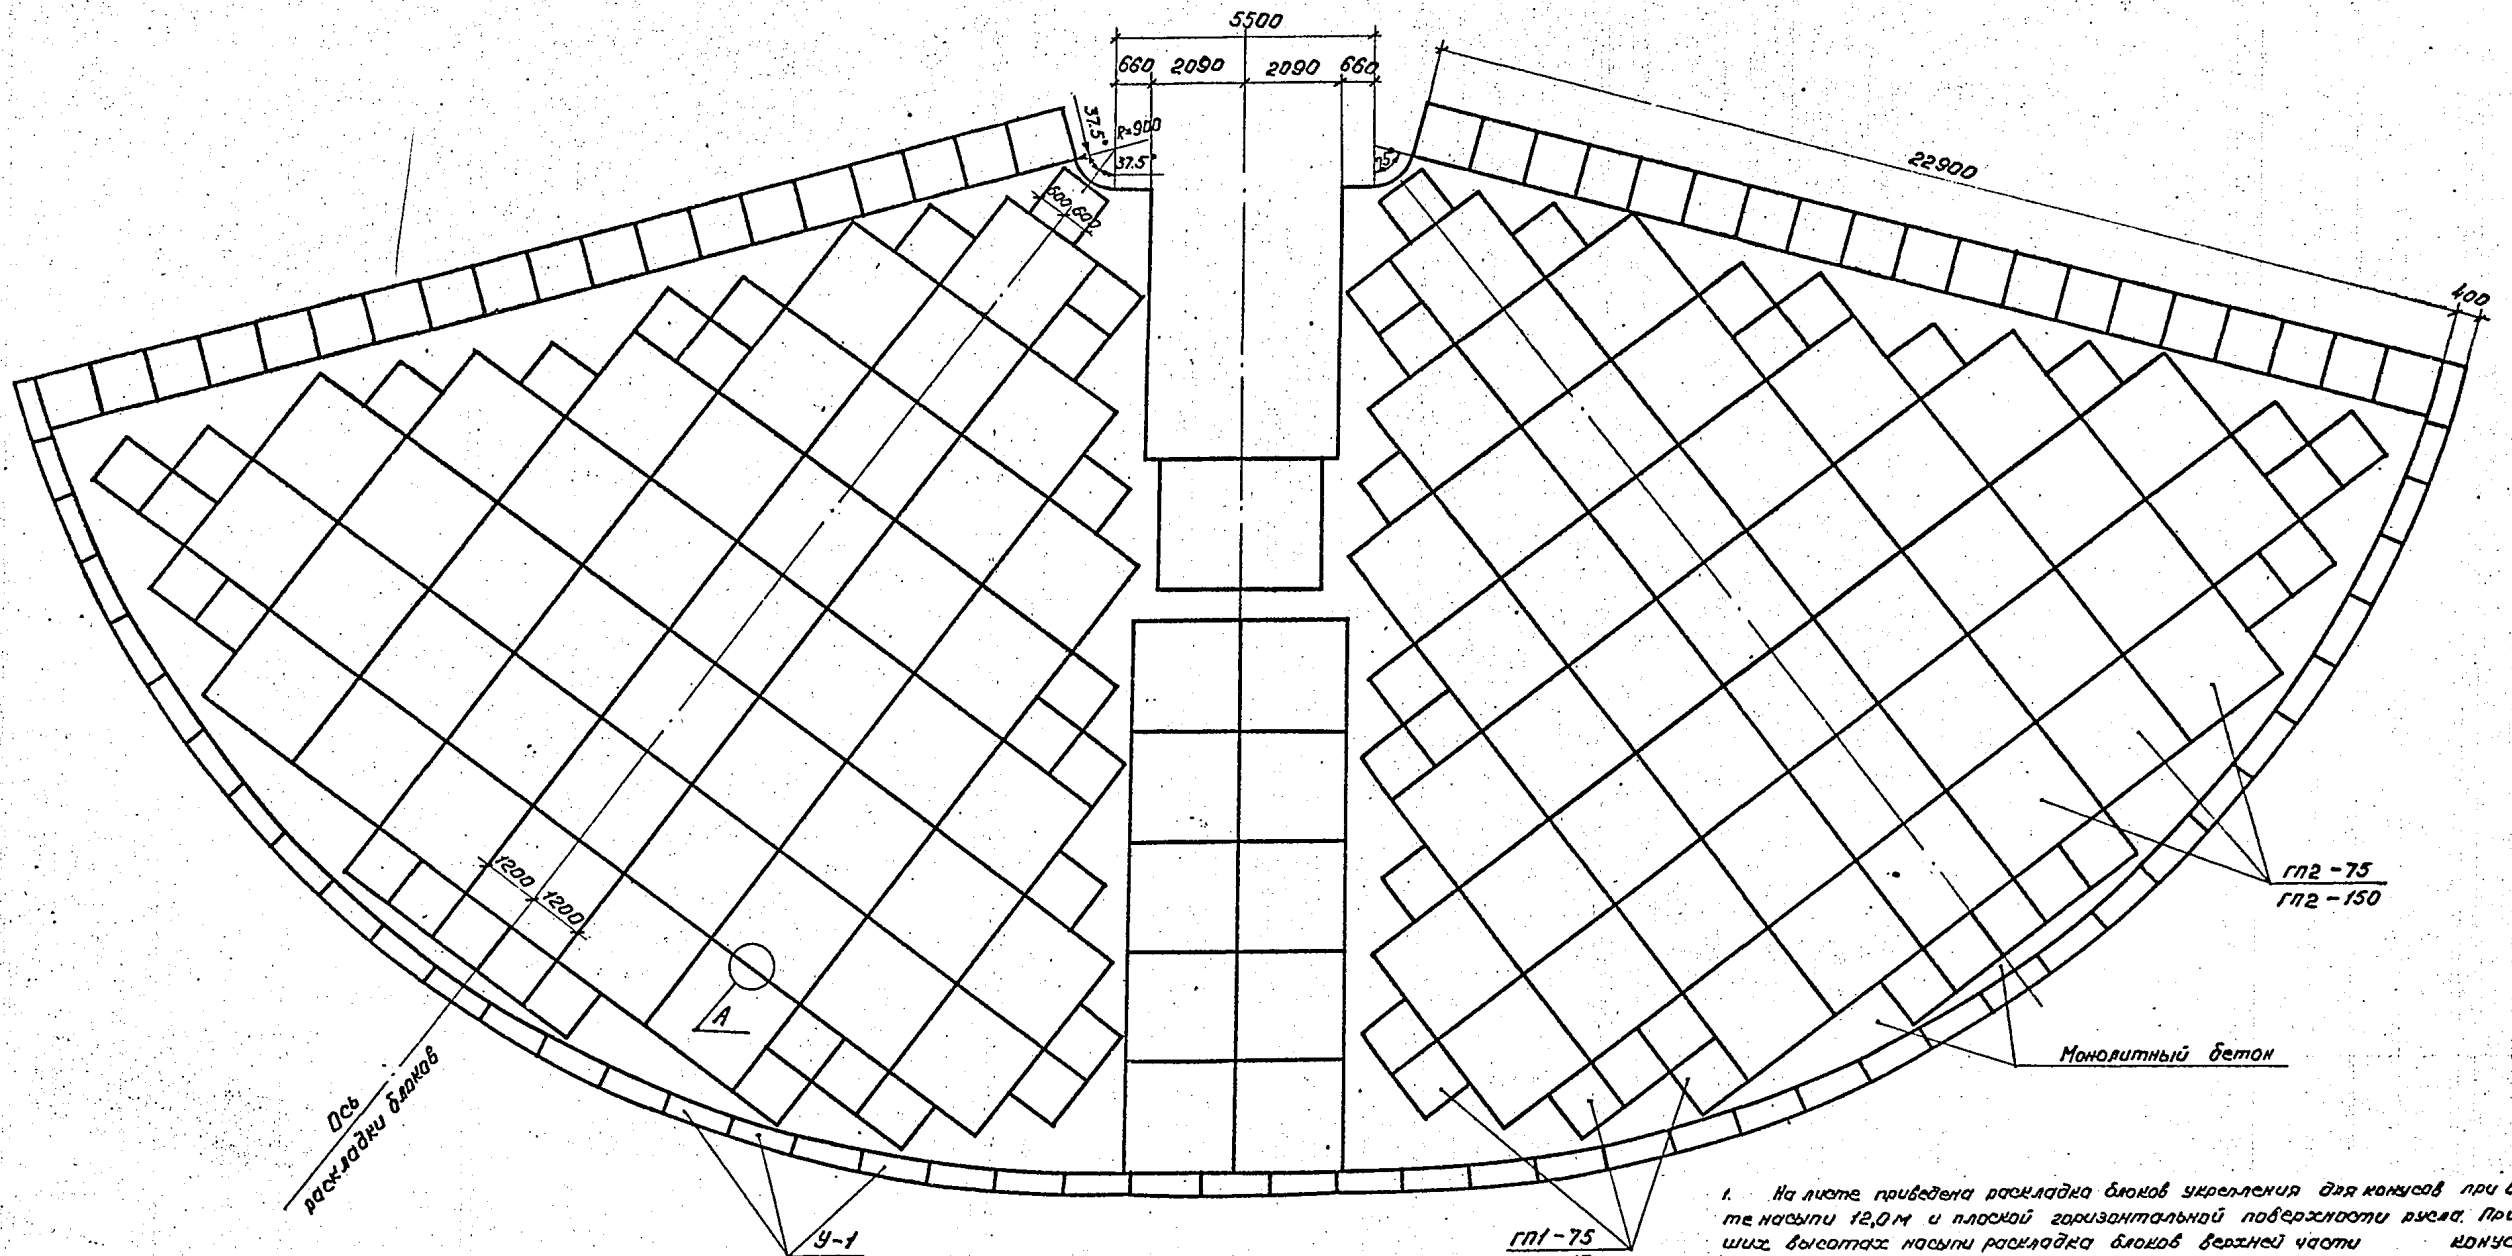 5500
660 2090 2090 660
37.5°
R=900
37.5°
600 600
22900
400
1200 1200
А
Ось
раскладки блоков
У-1
ГП2-75
ГП2-150
Монолитный бетон
ГП1-75
1. На листе приведена раскладка блоков укрепления для конусов при
те насыпи 12,0м и плоской горизонтальной поверхности русла. При
ших высотах насыпи раскладка блоков верхней части